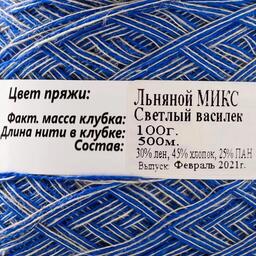 Цвет пряжи: Льняной МИКС
Светлый василек
Факт. масса клубка: 100г.
Длина нити в клубке: 500м.
Состав: 30% лен, 45% хлопок, 25% ПАН
Выпуск: Февраль 2021г.